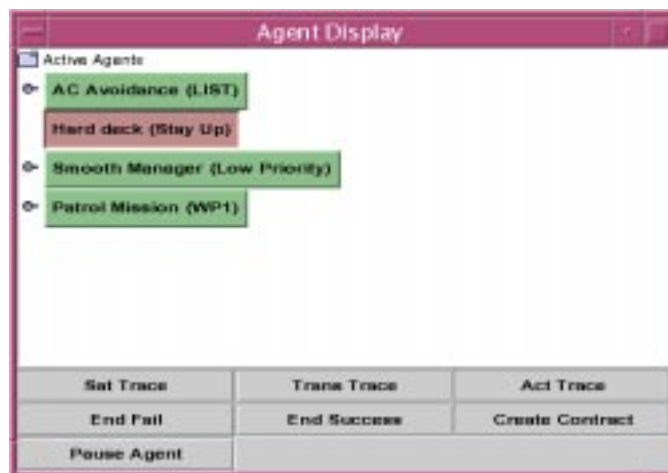 Agent Display
Active Agents
AC Avoidance (LIST)
Hard deck (Stay Up)
Smooth Manager (Low Priority)
Patrol Mission (WP1)
Set Trace Trans Trace Act Trace
End Fail End Success Create Contract
Pause Agent